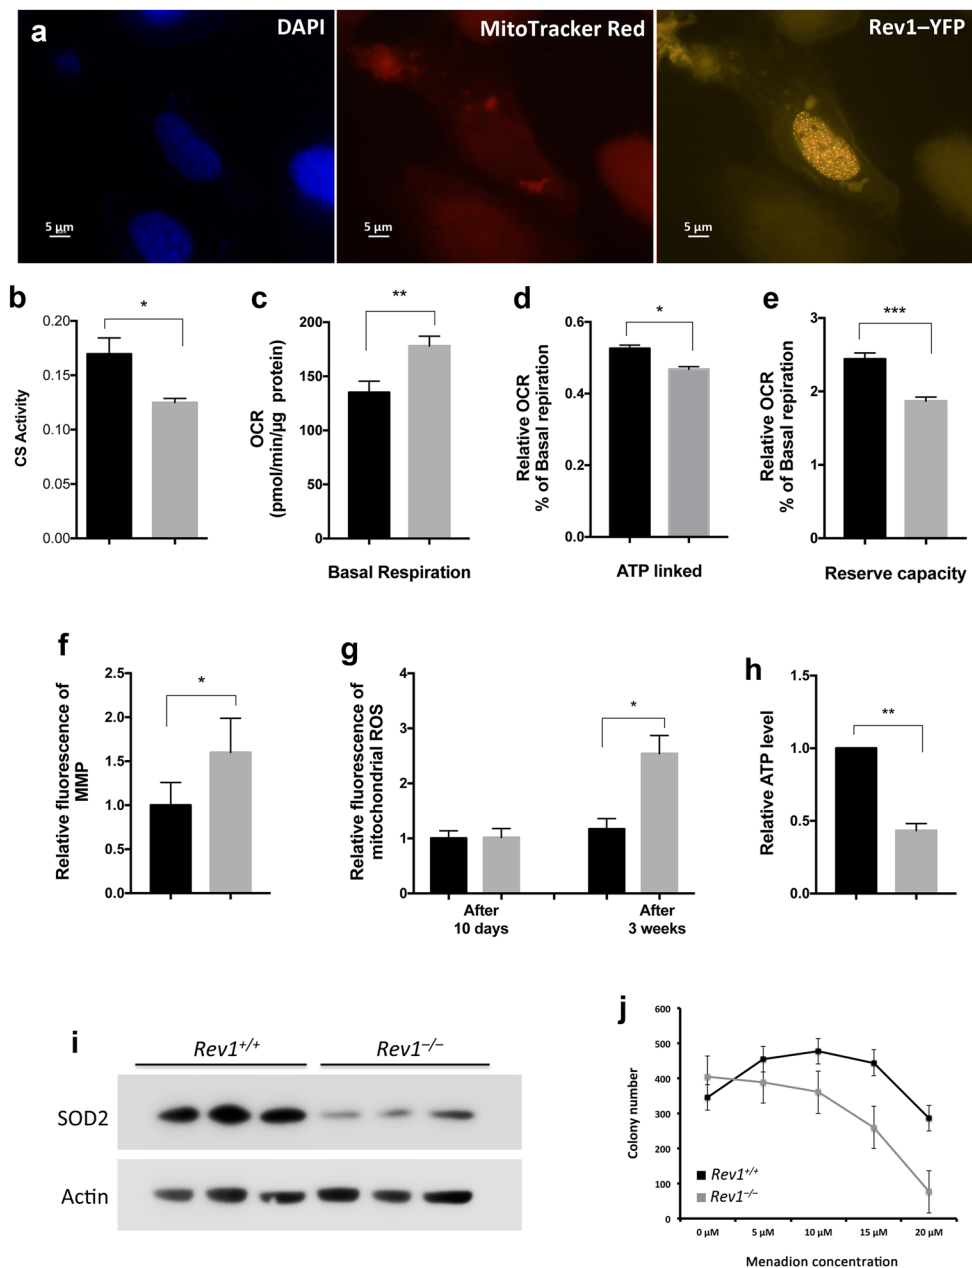 a
DAPI
MitoTracker Red
Rev1–YFP
5 µm
5 µm
5 µm
b
*
CS Activity
0.20
0.15
0.10
0.05
0.00
c
**
OCR
(pmol/min/µg protein)
200
150
100
50
0
Basal Respiration
d
*
Relative OCR
% of Basal repiration
0.6
0.4
0.2
0.0
ATP linked
e
***
Relative OCR
% of Basal repiration
3
2
1
0
Reserve capacity
f
*
Relative fluorescence of
MMP
2.5
2.0
1.5
1.0
0.5
0.0
g
*
Relative fluorescence of
mitochondrial ROS
4
3
2
1
0
After
10 days
After
3 weeks
h
**
Relative ATP level
1.5
1.0
0.5
0.0
i
Rev1+/+
Rev1–/–
SOD2
Actin
j
Colony number
600
500
400
300
200
100
0
Rev1+/+
Rev1–/–
0 µM
5 µM
10 µM
15 µM
20 µM
Menadion concentration